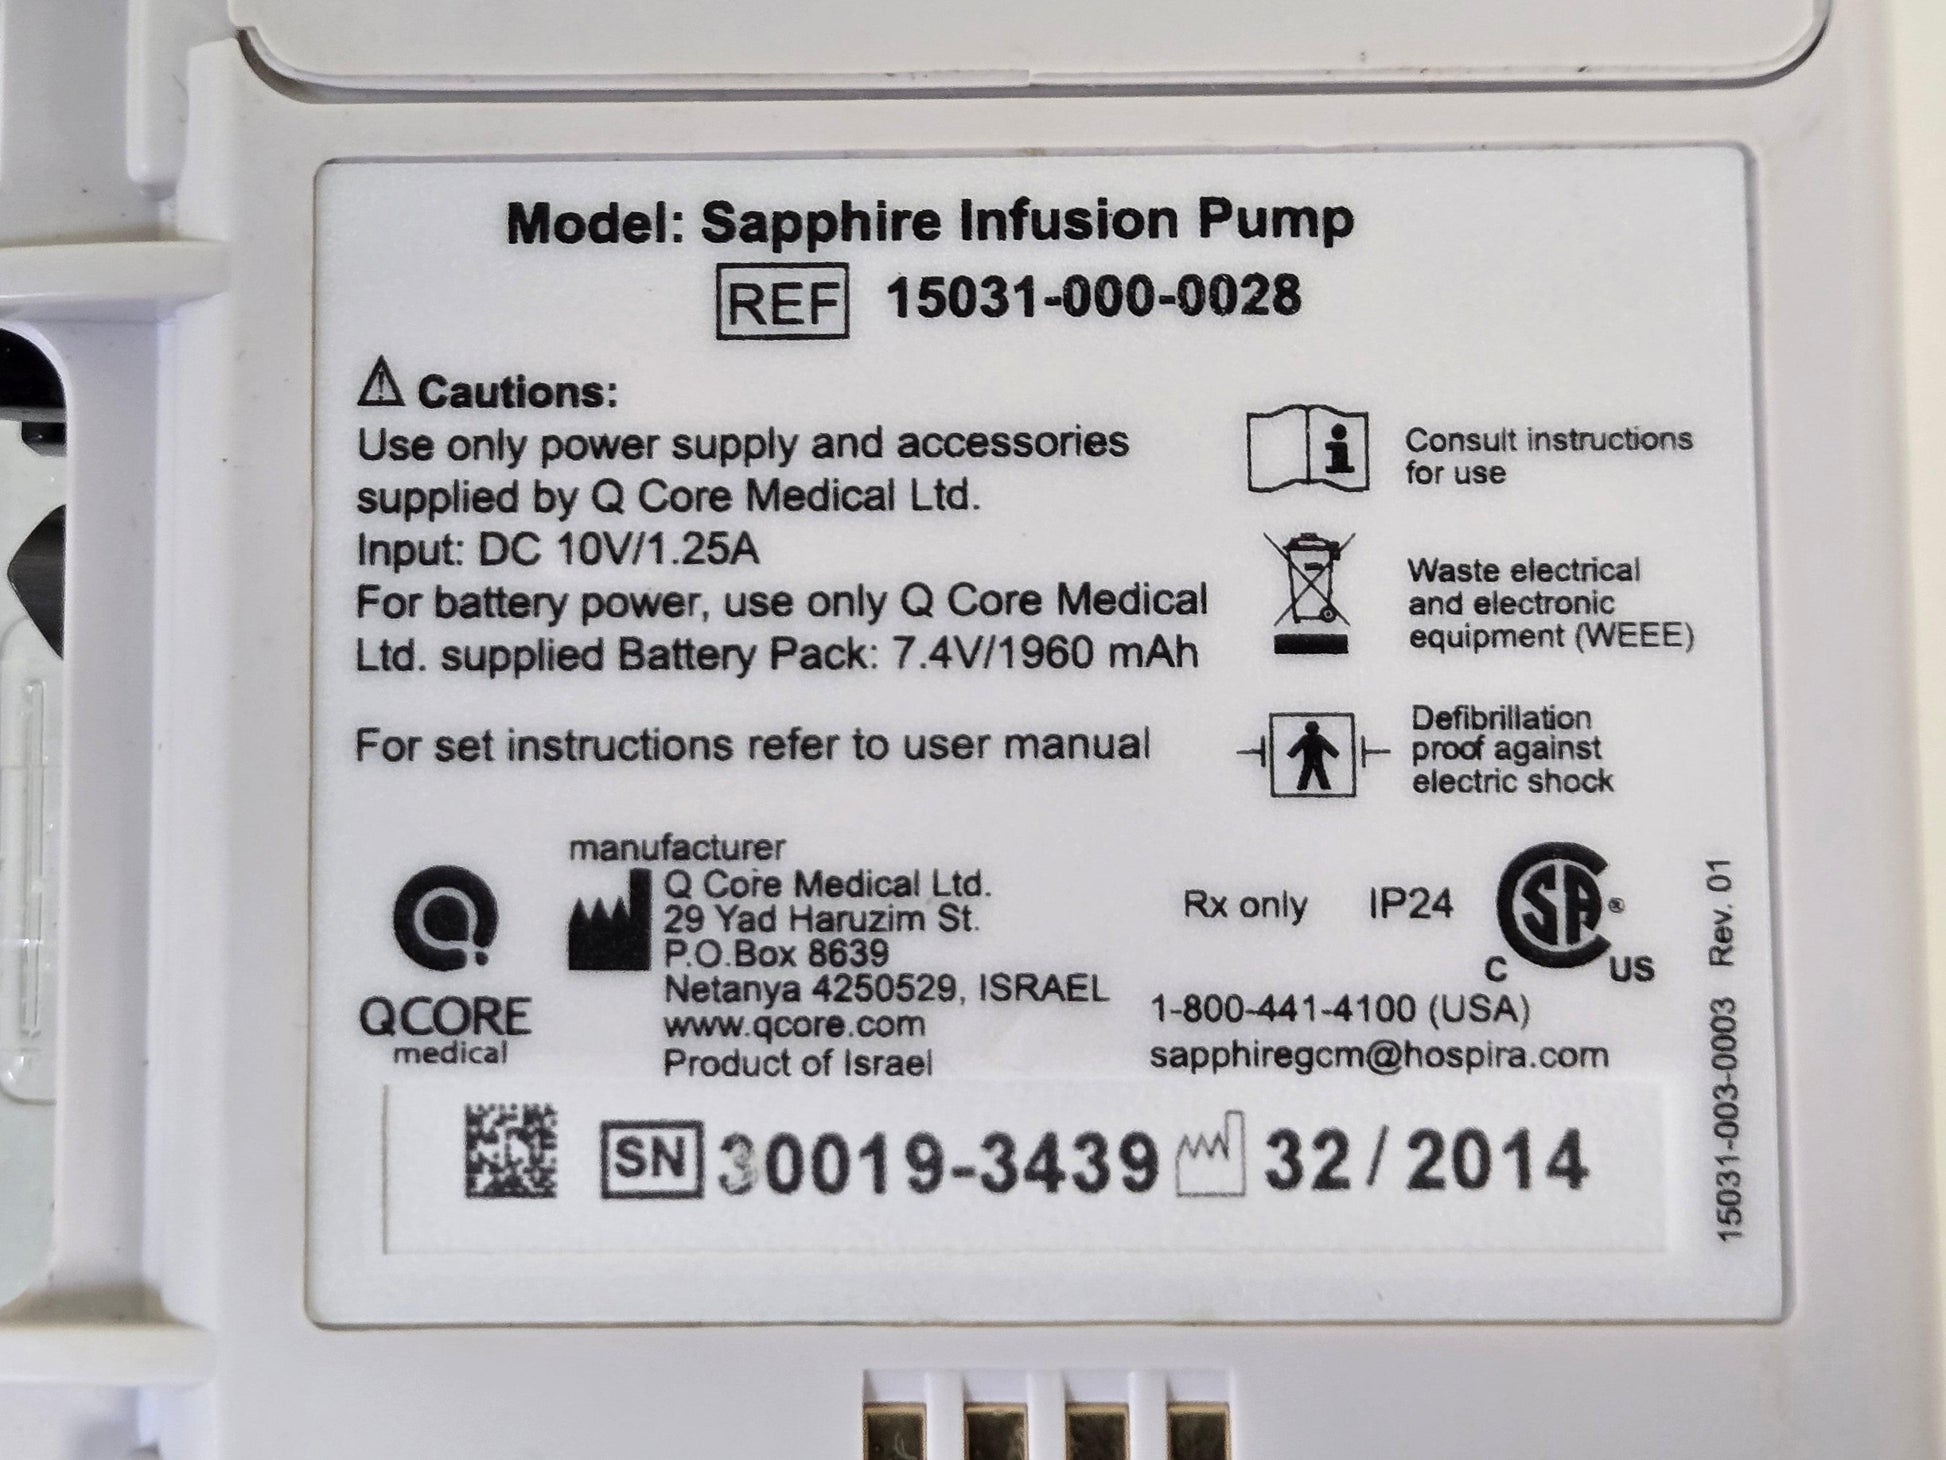 Model: Sapphire Infusion Pump
REF 15031-000-0028
Cautions:
Use only power supply and accessories
supplied by Q Core Medical Ltd.
Input: DC 10V/1.25A
For battery power, use only Q Core Medical
Ltd. supplied Battery Pack: 7.4V/1960 mAh
For set instructions refer to user manual
Consult instructions
for use
Waste electrical
and electronic
equipment (WEEE)
Defibrillation
proof against
electric shock
QCORE
medical
manufacturer
Q Core Medical Ltd.
29 Yad Haruzim St.
P.O.Box 8639
Netanya 4250529, ISRAEL
www.qcore.com
Product of Israel
Rx only IP24
CSA ®
C US
1-800-441-4100 (USA)
sapphiregcm@hospira.com
SN 30019-3439 32/2014
15031-003-0003 Rev. 01